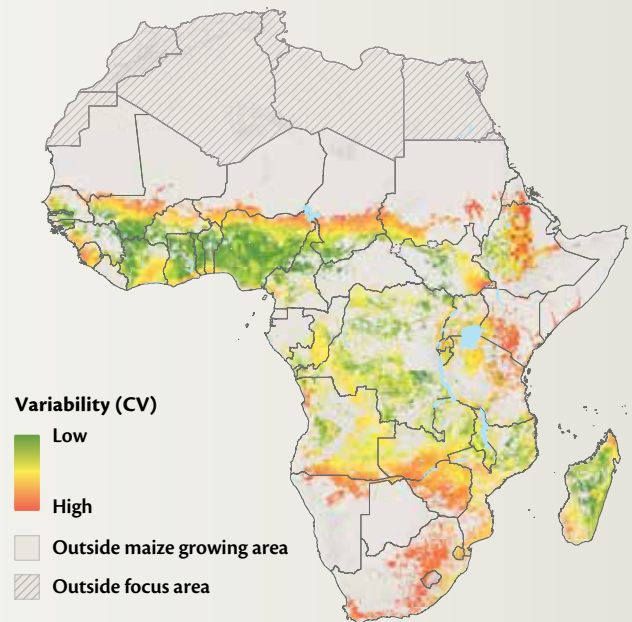 Variability (CV)
Low
High
Outside maize growing area
Outside focus area